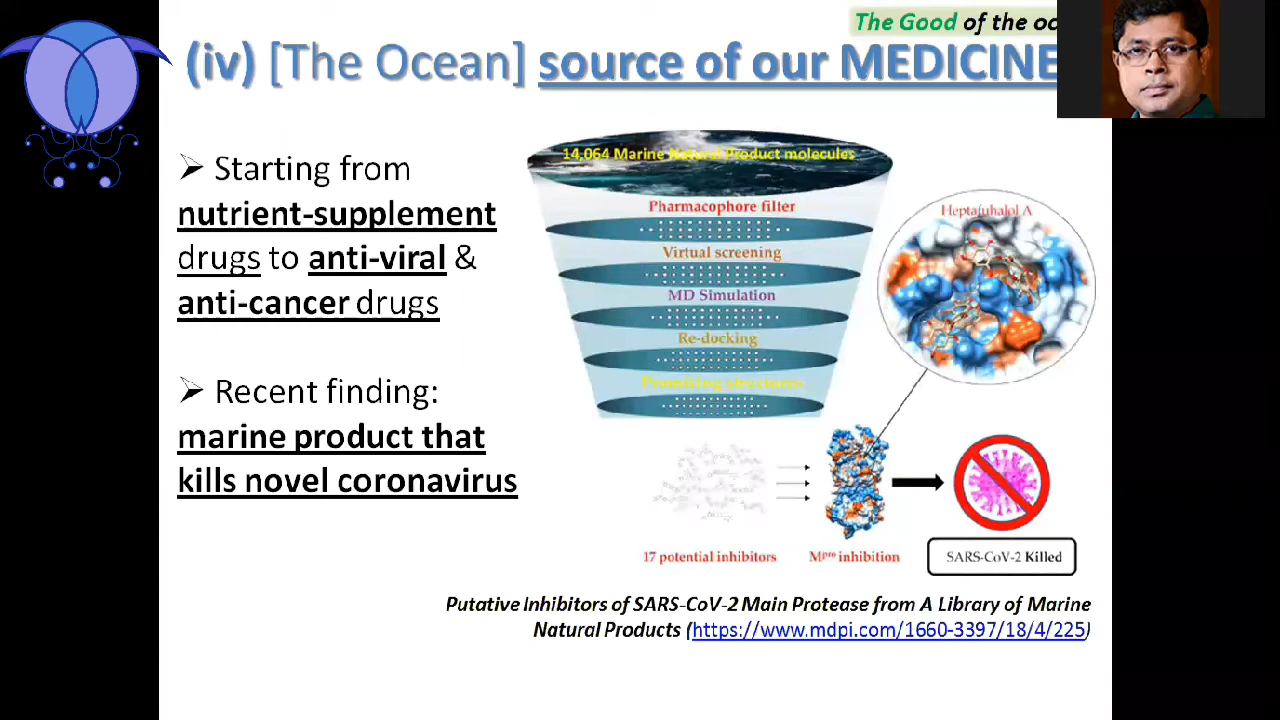 The Good of the oc
(iv) [The Ocean] source of our MEDICINE
➢ Starting from
nutrient-supplement
drugs to anti-viral &
anti-cancer drugs
➢ Recent finding:
marine product that
kills novel coronavirus
14,064 Marine Natural Product molecules
Pharmacophore filter
Virtual screening
MD Simulation
Re-docking
Promising structures
Heptafuhalol A
17 potential inhibitors
Mᵖʳᵒ inhibition
SARS-CoV-2 Killed
Putative Inhibitors of SARS-CoV-2 Main Protease from A Library of Marine
Natural Products (https://www.mdpi.com/1660-3397/18/4/225)